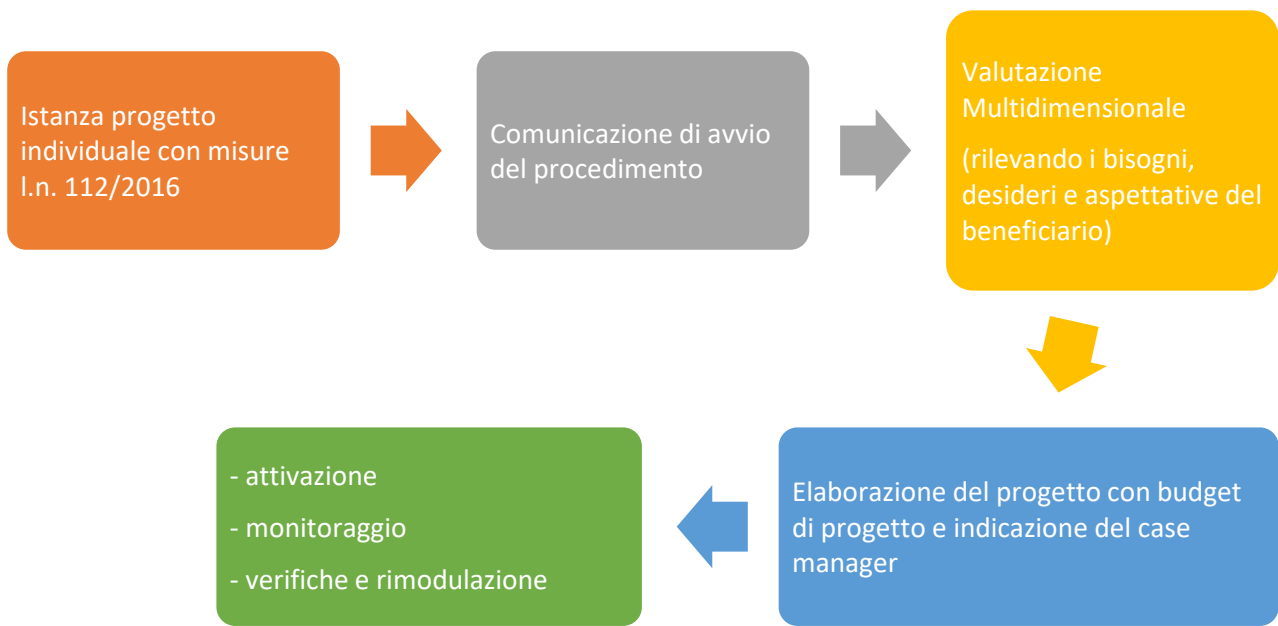 Istanza progetto
individuale con misure
l.n. 112/2016
Comunicazione di avvio
del procedimento
Valutazione
Multidimensionale
(rilevando i bisogni,
desideri e aspettative del
beneficiario)
Elaborazione del progetto con budget
di progetto e indicazione del case
manager
- attivazione
- monitoraggio
- verifiche e rimodulazione